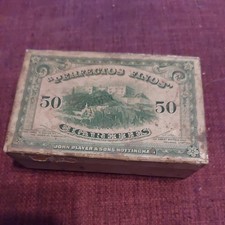 "PERFECTOS FINOS"
50 50
CIGARETTES
JOHN PLAYER & SONS NOTTINGHAM